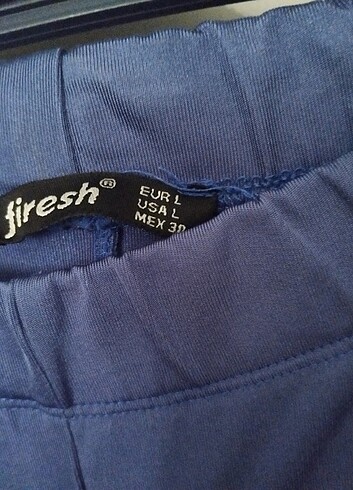 firesh®
EUR L
USA L
MEX 30